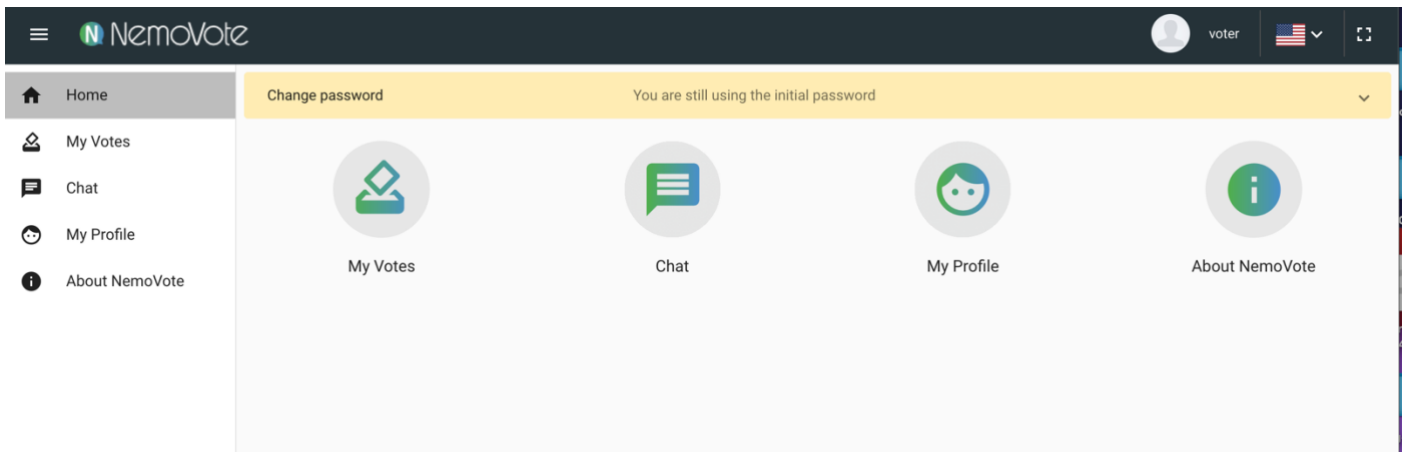 NemoVote
voter
Home
My Votes
Chat
My Profile
About NemoVote
Change password You are still using the initial password
My Votes Chat My Profile About NemoVote